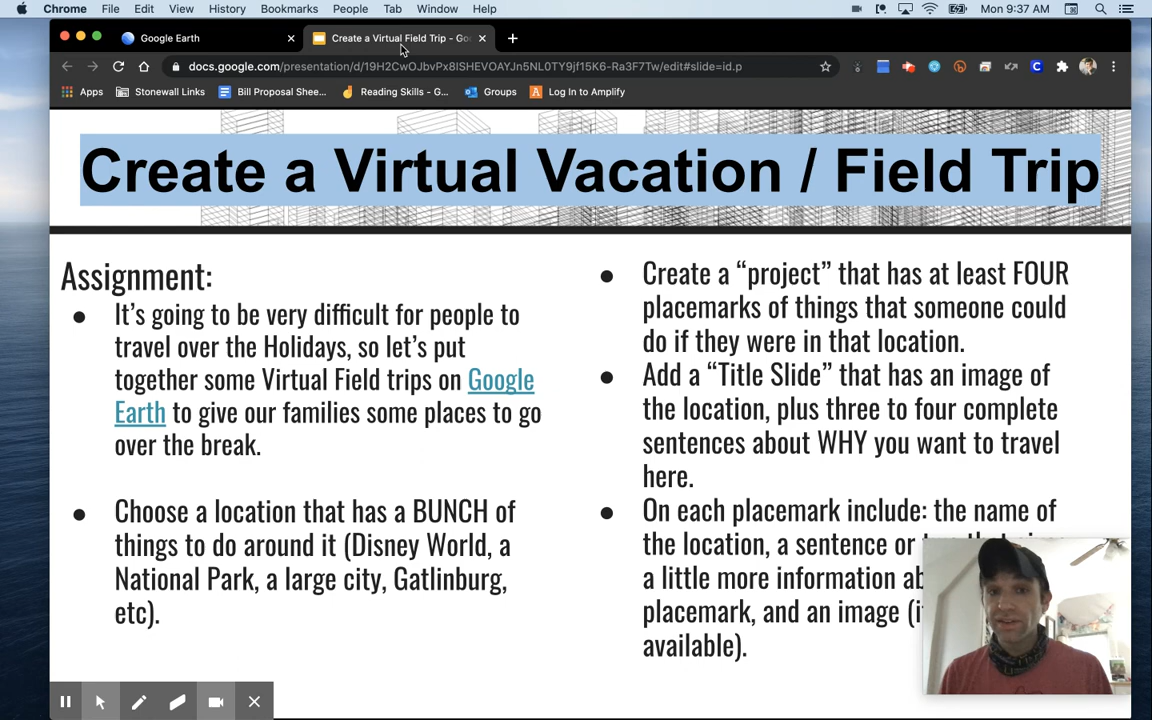 Chrome File Edit View History Bookmarks People Tab Window Help Mon 9:37 AM
Google Earth
Create a Virtual Field Trip - Goo
docs.google.com/presentation/d/19H2CwOJbvPx8ISHEVOAYJn5NL0TY9jf15K6-Ra3F7Tw/edit#slide=id.p
Apps Stonewall Links Bill Proposal Shee... Reading Skills - G... Groups Log In to Amplify
Create a Virtual Vacation / Field Trip
Assignment:
● It’s going to be very difficult for people to
travel over the Holidays, so let’s put
together some Virtual Field trips on Google
Earth to give our families some places to go
over the break.
● Choose a location that has a BUNCH of
things to do around it (Disney World, a
National Park, a large city, Gatlinburg,
etc).
● Create a “project” that has at least FOUR
placemarks of things that someone could
do if they were in that location.
● Add a “Title Slide” that has an image of
the location, plus three to four complete
sentences about WHY you want to travel
here.
● On each placemark include: the name of
the location, a sentence or
a little more information
placemark, and an image
available).